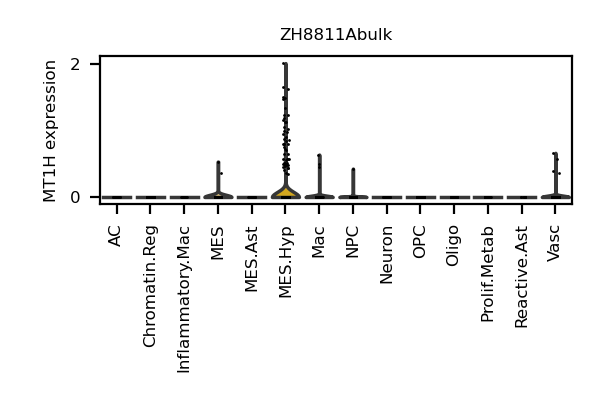 ZH8811Abulk
MT1H expression
2
0
AC
Chromatin.Reg
Inflammatory.Mac
MES
MES.Ast
MES.Hyp
Mac
NPC
Neuron
OPC
Oligo
Prolif.Metab
Reactive.Ast
Vasc